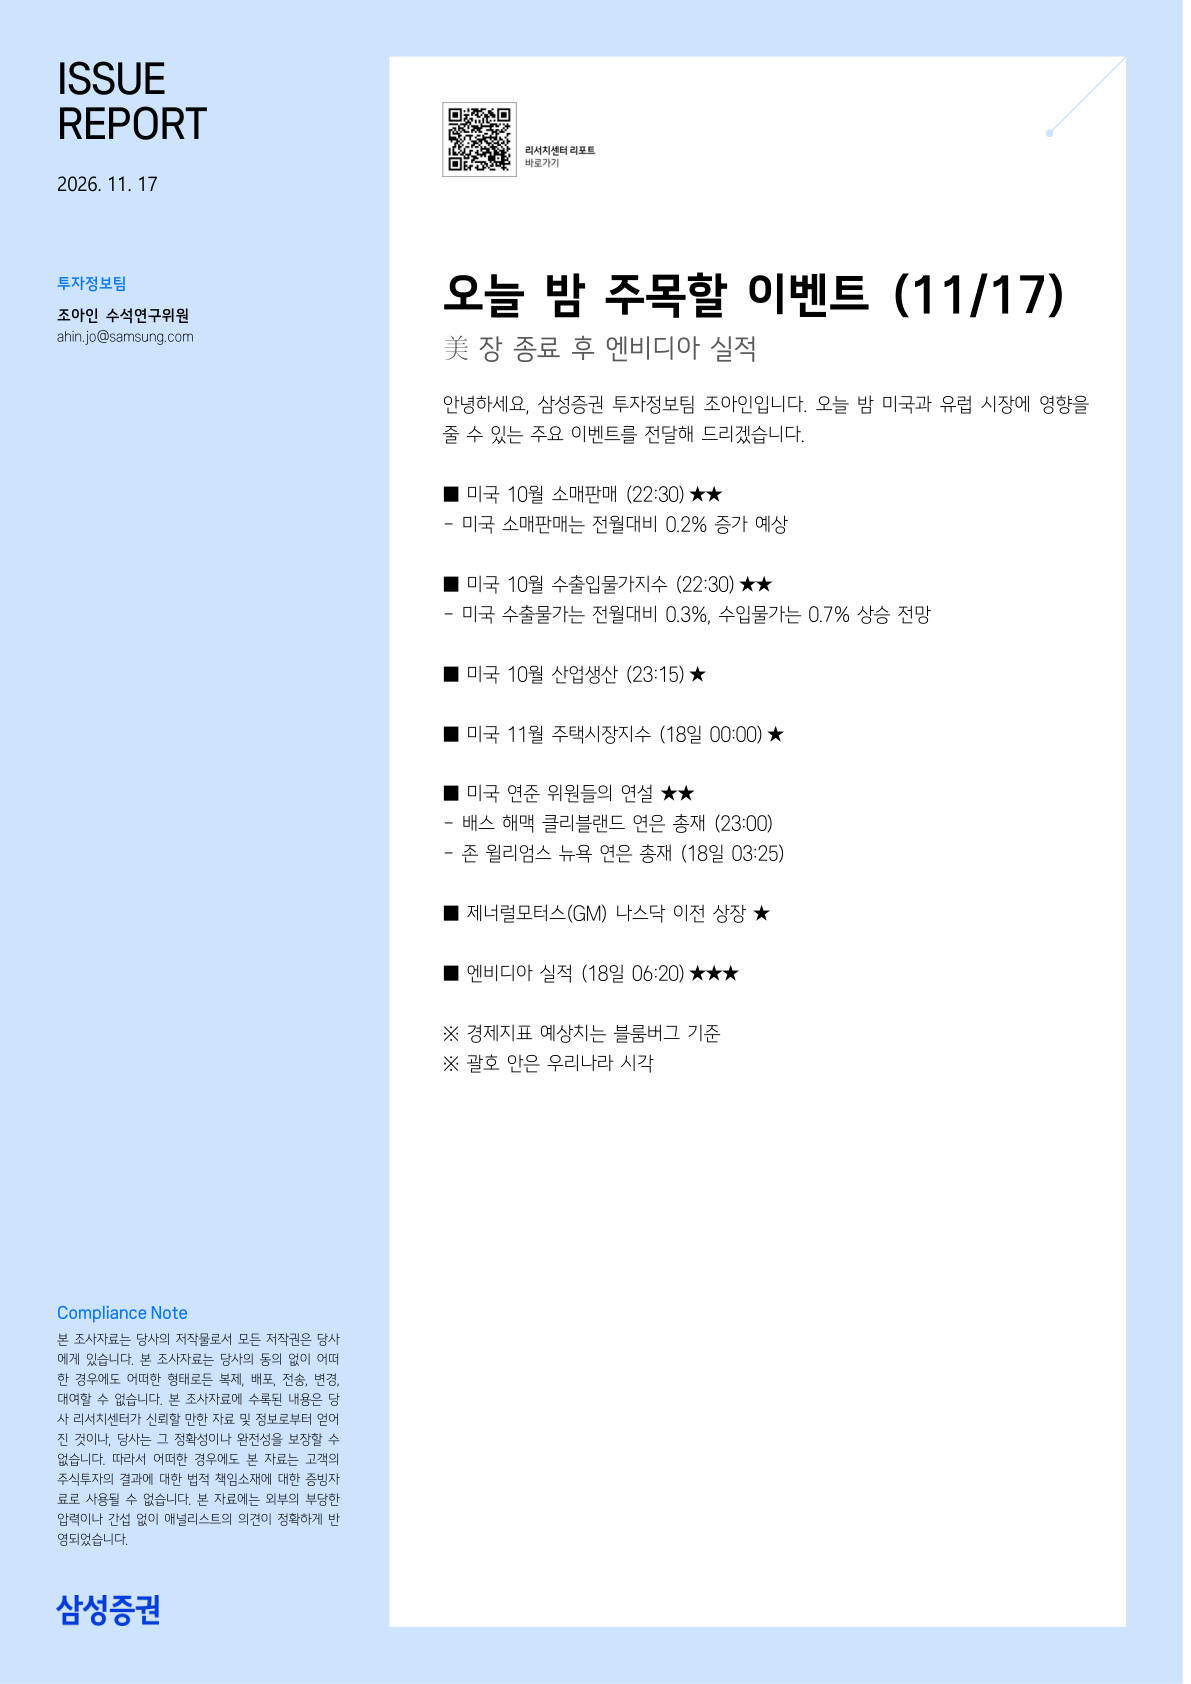 ISSUE
REPORT
2026. 11. 17
투자정보팀
조아인 수석연구위원
ahin.jo@samsung.com
리서치센터 리포트
바로가기
오늘 밤 주목할 이벤트 (11/17)
美 장 종료 후 엔비디아 실적
안녕하세요, 삼성증권 투자정보팀 조아인입니다. 오늘 밤 미국과 유럽 시장에 영향을
줄 수 있는 주요 이벤트를 전달해 드리겠습니다.
■ 미국 10월 소매판매 (22:30) ★★
- 미국 소매판매는 전월대비 0.2% 증가 예상
■ 미국 10월 수출입물가지수 (22:30) ★★
- 미국 수출물가는 전월대비 0.3%, 수입물가는 0.7% 상승 전망
■ 미국 10월 산업생산 (23:15) ★
■ 미국 11월 주택시장지수 (18일 00:00) ★
■ 미국 연준 위원들의 연설 ★★
- 배스 해맥 클리블랜드 연은 총재 (23:00)
- 존 윌리엄스 뉴욕 연은 총재 (18일 03:25)
■ 제너럴모터스(GM) 나스닥 이전 상장 ★
■ 엔비디아 실적 (18일 06:20) ★★★
※ 경제지표 예상치는 블룸버그 기준
※ 괄호 안은 우리나라 시각
Compliance Note
본 조사자료는 당사의 저작물로서 모든 저작권은 당사
에게 있습니다. 본 조사자료는 당사의 동의 없이 어떠
한 경우에도 어떠한 형태로든 복제, 배포, 전송, 변경,
대여할 수 없습니다. 본 조사자료에 수록된 내용은 당
사 리서치센터가 신뢰할 만한 자료 및 정보로부터 얻어
진 것이나, 당사는 그 정확성이나 완전성을 보장할 수
없습니다. 따라서 어떠한 경우에도 본 자료는 고객의
주식투자의 결과에 대한 법적 책임소재에 대한 증빙자
료로 사용될 수 없습니다. 본 자료에는 외부의 부당한
압력이나 간섭 없이 애널리스트의 의견이 정확하게 반
영되었습니다.
삼성증권